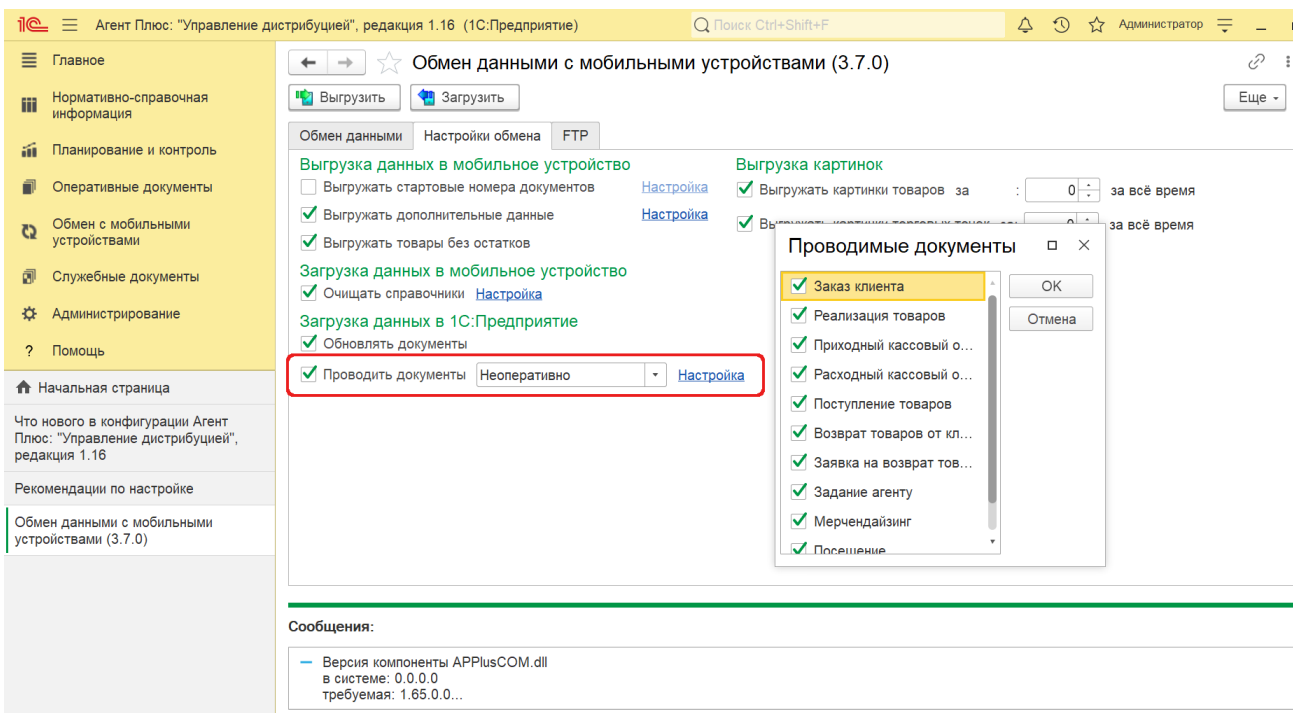 Агент Плюс: "Управление дистрибуцией", редакция 1.16 (1С:Предприятие)
Поиск Ctrl+Shift+F
Администратор
Главное
Нормативно-справочная
информация
Планирование и контроль
Оперативные документы
Обмен с мобильными
устройствами
Служебные документы
Администрирование
? Помощь
Начальная страница
Что нового в конфигурации Агент
Плюс: "Управление дистрибуцией",
редакция 1.16
Рекомендации по настройке
Обмен данными с мобильными
устройствами (3.7.0)
Обмен данными с мобильными устройствами (3.7.0)
Выгрузить
Загрузить
Еще
Обмен данными
Настройки обмена
FTP
Выгрузка данных в мобильное устройство
Выгружать стартовые номера документов Настройка
Выгружать дополнительные данные Настройка
Выгружать товары без остатков
Загрузка данных в мобильное устройство
Очищать справочники Настройка
Загрузка данных в 1С:Предприятие
Обновлять документы
Проводить документы Неоперативно Настройка
Выгрузка картинок
Выгружать картинки товаров за : 0 за всё время
за всё время
Проводимые документы
Заказ клиента
Реализация товаров
Приходный кассовый о...
Расходный кассовый о...
Поступление товаров
Возврат товаров от кл...
Заявка на возврат тов...
Задание агенту
Мерчендайзинг
Посещение
OK
Отмена
Сообщения:
Версия компоненты APPlusCOM.dll
в системе: 0.0.0.0
требуемая: 1.65.0.0...